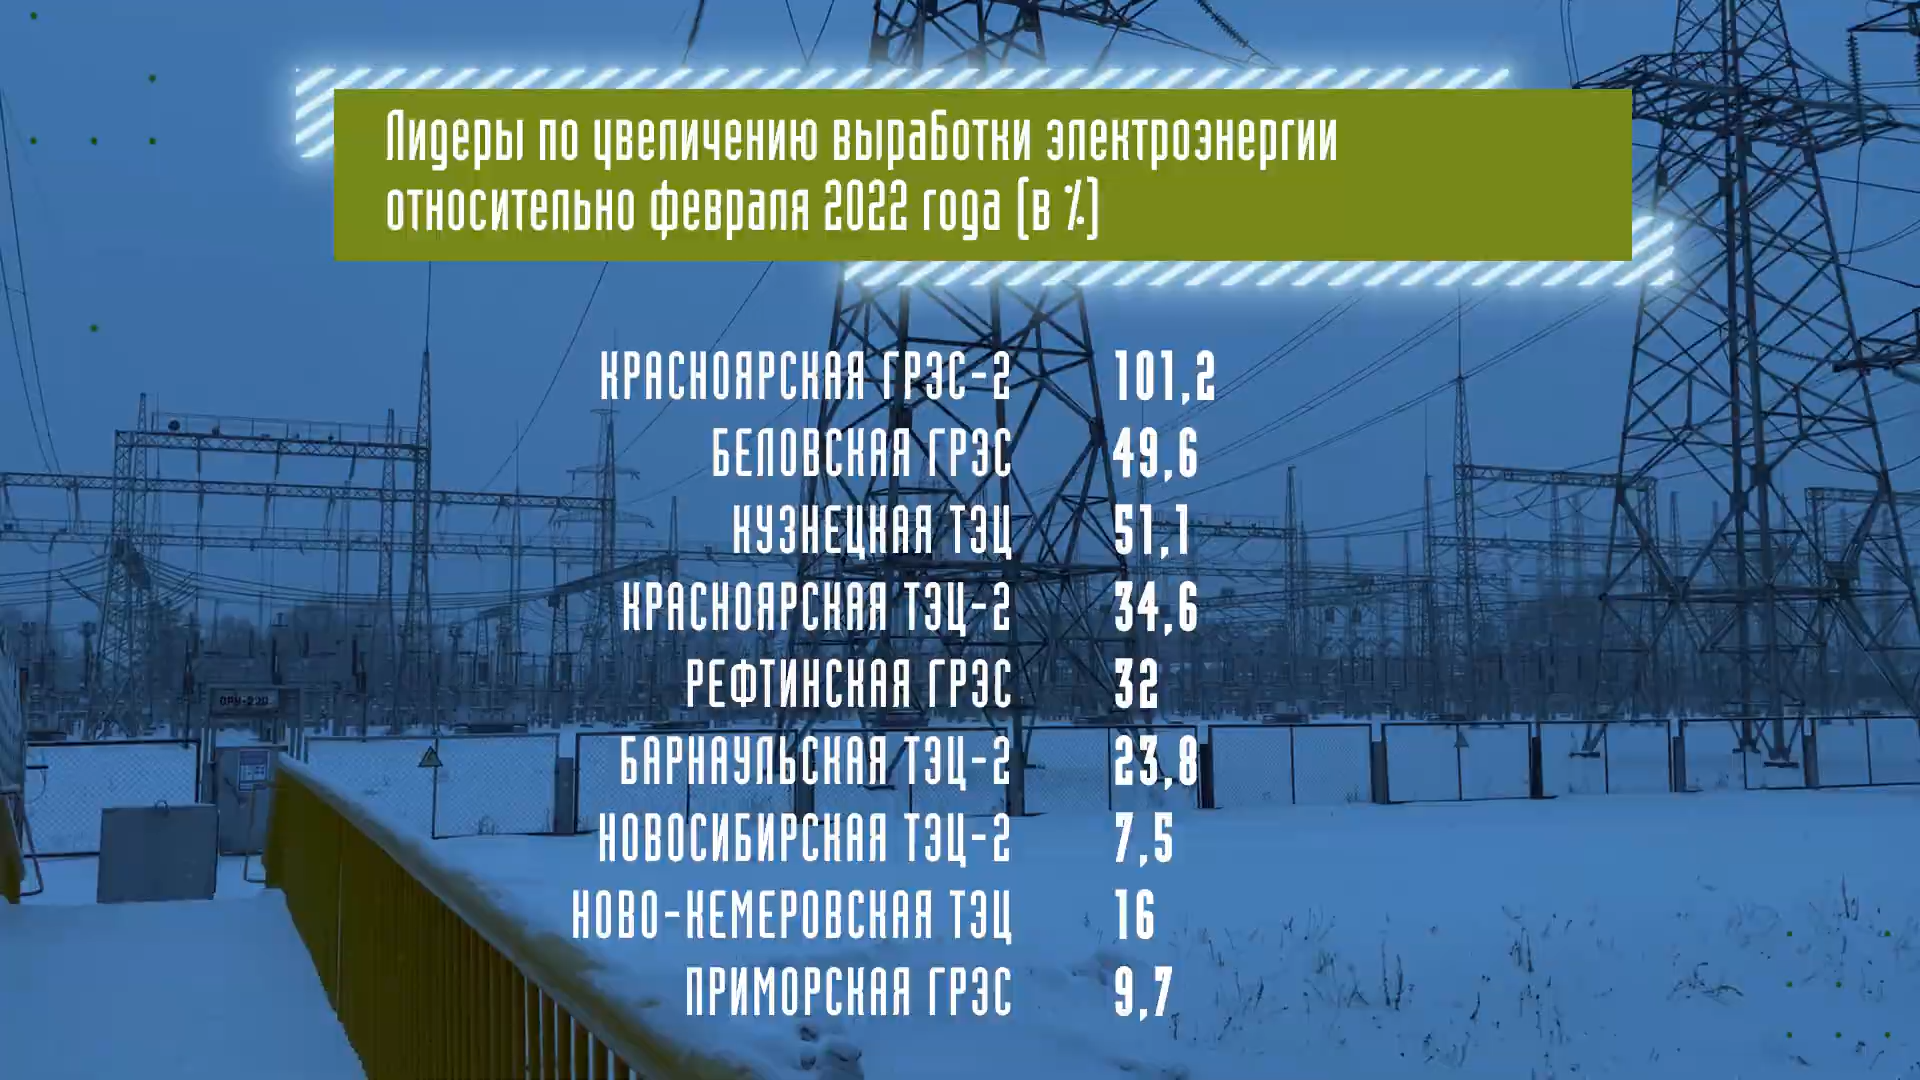 Лидеры по увеличению выработки электроэнергии
относительно февраля 2022 года (в %)
КРАСНОЯРСКАЯ ГРЭС-2 101,2
БЕЛОВСКАЯ ГРЭС 49,6
КУЗНЕЦКАЯ ТЭЦ 51,1
КРАСНОЯРСКАЯ ТЭЦ-2 34,6
РЕФТИНСКАЯ ГРЭС 32
БАРНАУЛЬСКАЯ ТЭЦ-2 23,8
НОВОСИБИРСКАЯ ТЭЦ-2 7,5
НОВО-КЕМЕРОВСКАЯ ТЭЦ 16
ПРИМОРСКАЯ ГРЭС 9,7
ОРУ-220